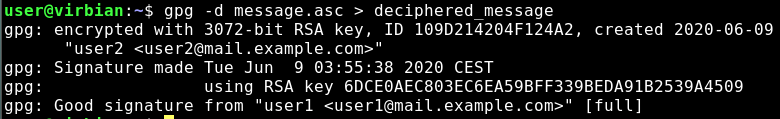 user@virbian:~$ gpg -d message.asc > deciphered_message
gpg: encrypted with 3072-bit RSA key, ID 109D214204F124A2, created 2020-06-09
"user2 <user2@mail.example.com>"
gpg: Signature made Tue Jun  9 03:55:38 2020 CEST
gpg:                using RSA key 6DCE0AEC803EC6EA59BFF339BEDA91B2539A4509
gpg: Good signature from "user1 <user1@mail.example.com>" [full]